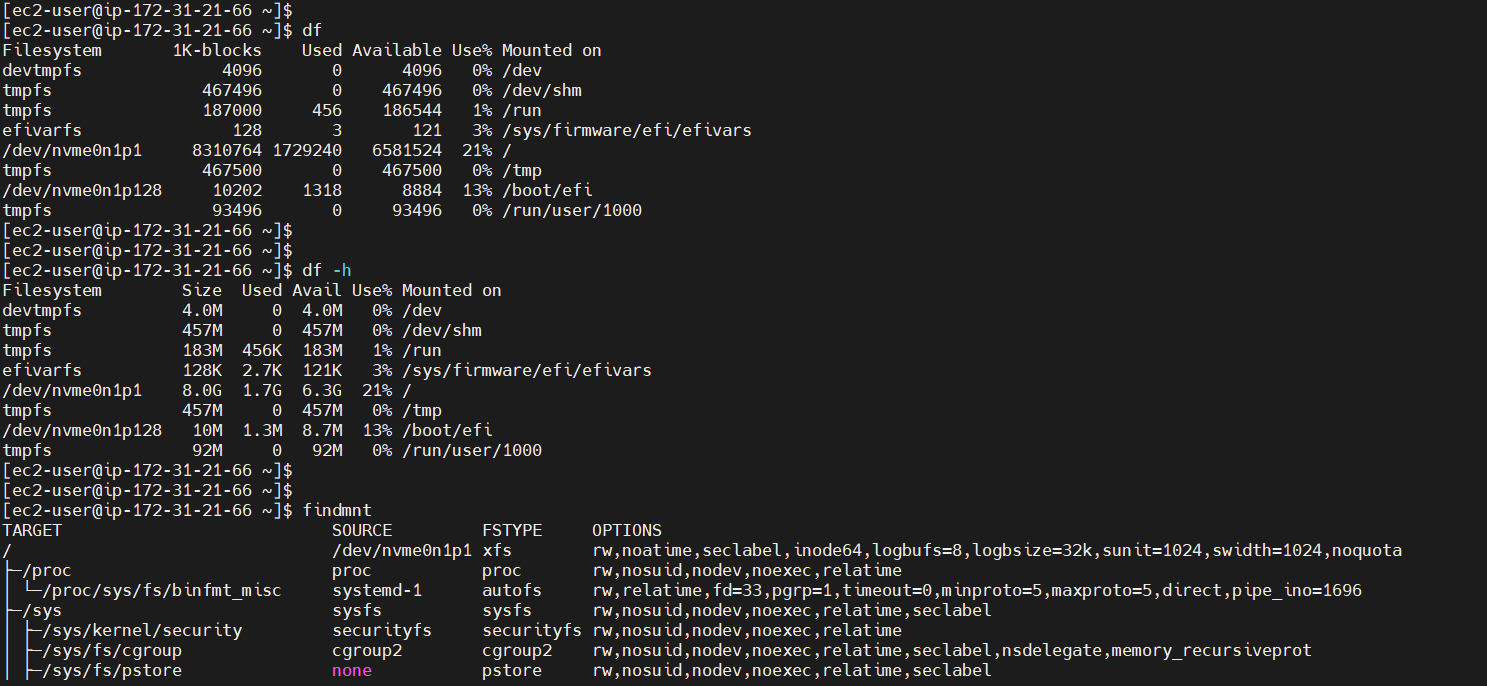 [ec2-user@ip-172-31-21-66 ~]$
[ec2-user@ip-172-31-21-66 ~]$ df
Filesystem       1K-blocks    Used Available Use% Mounted on
devtmpfs              4096       0      4096   0% /dev
tmpfs               467496       0    467496   0% /dev/shm
tmpfs               187000     456    186544   1% /run
efivarfs               128       3       121   3% /sys/firmware/efi/efivars
/dev/nvme0n1p1     8310764 1729240   6581524  21% /
tmpfs               467500       0    467500   0% /tmp
/dev/nvme0n1p128     10202    1318      8884  13% /boot/efi
tmpfs                93496       0     93496   0% /run/user/1000
[ec2-user@ip-172-31-21-66 ~]$
[ec2-user@ip-172-31-21-66 ~]$
[ec2-user@ip-172-31-21-66 ~]$ df -h
Filesystem        Size  Used Avail Use% Mounted on
devtmpfs          4.0M     0  4.0M   0% /dev
tmpfs             457M     0  457M   0% /dev/shm
tmpfs             183M  456K  183M   1% /run
efivarfs          128K  2.7K  121K   3% /sys/firmware/efi/efivars
/dev/nvme0n1p1    8.0G  1.7G  6.3G  21% /
tmpfs             457M     0  457M   0% /tmp
/dev/nvme0n1p128   10M  1.3M  8.7M  13% /boot/efi
tmpfs              92M     0   92M   0% /run/user/1000
[ec2-user@ip-172-31-21-66 ~]$
[ec2-user@ip-172-31-21-66 ~]$
[ec2-user@ip-172-31-21-66 ~]$ findmnt
TARGET                           SOURCE         FSTYPE     OPTIONS
/                                /dev/nvme0n1p1 xfs        rw,noatime,seclabel,inode64,logbufs=8,logbsize=32k,sunit=1024,swidth=1024,noquota
├─/proc                          proc           proc       rw,nosuid,nodev,noexec,relatime
│ └─/proc/sys/fs/binfmt_misc     systemd-1      autofs     rw,relatime,fd=33,pgrp=1,timeout=0,minproto=5,maxproto=5,direct,pipe_ino=1696
├─/sys                           sysfs          sysfs      rw,nosuid,nodev,noexec,relatime,seclabel
│ ├─/sys/kernel/security         securityfs     securityfs rw,nosuid,nodev,noexec,relatime
│ ├─/sys/fs/cgroup               cgroup2        cgroup2    rw,nosuid,nodev,noexec,relatime,seclabel,nsdelegate,memory_recursiveprot
│ ├─/sys/fs/pstore               none           pstore     rw,nosuid,nodev,noexec,relatime,seclabel